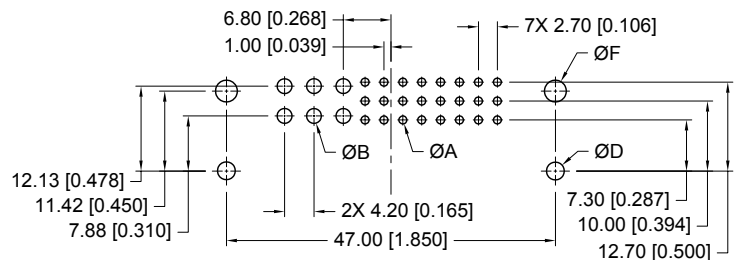 6.80 [0.268]
7X 2.70 [0.106]
1.00 [0.039]
ØF
ØB
ØA
ØD
12.13 [0.478]
11.42 [0.450]
7.88 [0.310]
2X 4.20 [0.165]
47.00 [1.850]
7.30 [0.287]
10.00 [0.394]
12.70 [0.500]